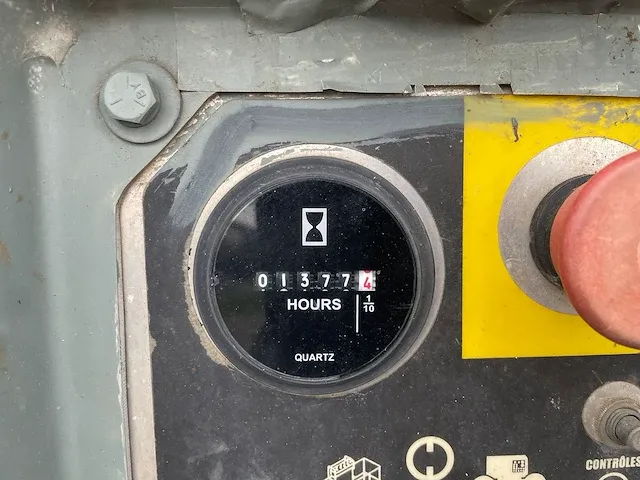 013774
HOURS 1/10
QUARTZ
CONTRÔLES